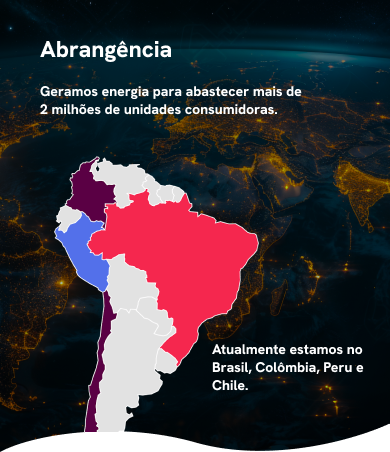 Abrangência
Geramos energia para abastecer mais de
2 milhões de unidades consumidoras.
Atualmente estamos no
Brasil, Colômbia, Peru e
Chile.